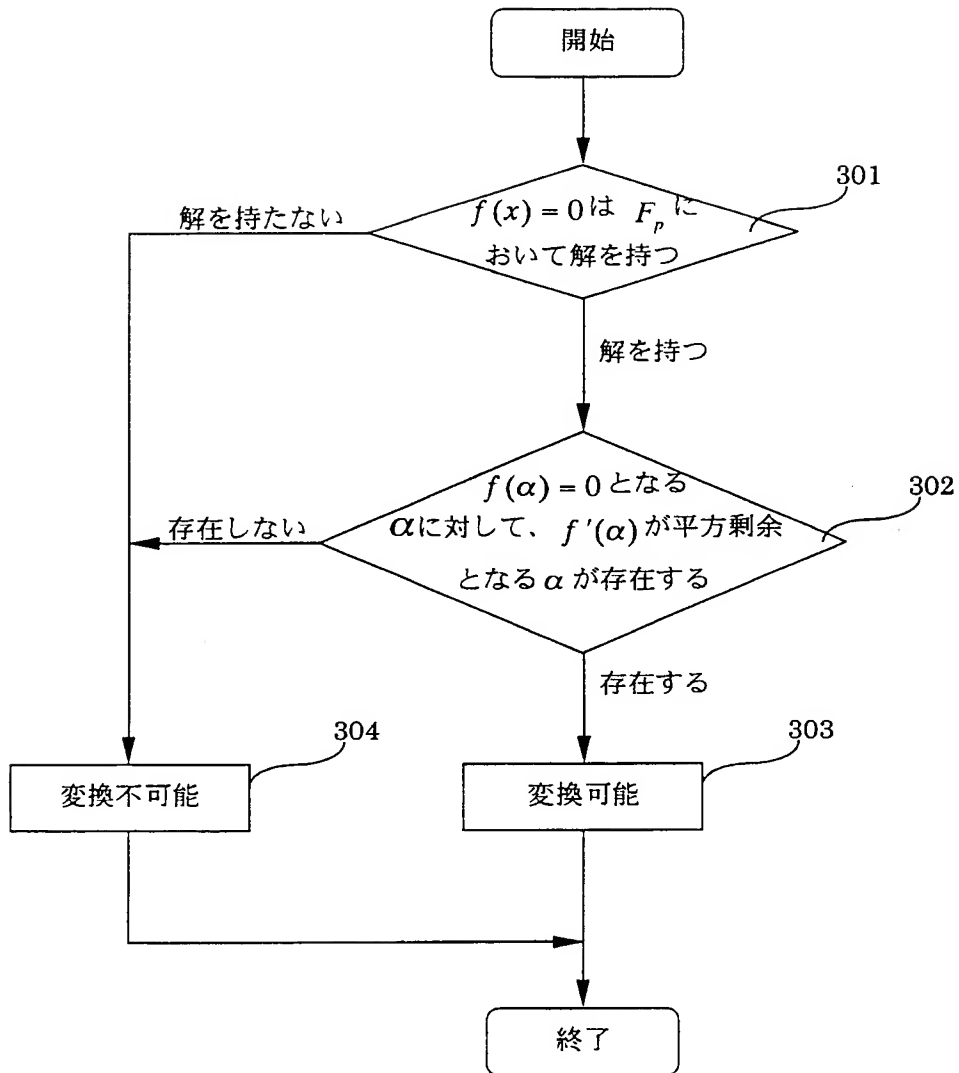 開始
301
f(x) = 0は F_p に
おいて解を持つ
解を持たない
解を持つ
302
f(α) = 0となる
αに対して、 f'(α)が平方剰余
となるαが存在する
存在しない
存在する
304
変換不可能
303
変換可能
終了